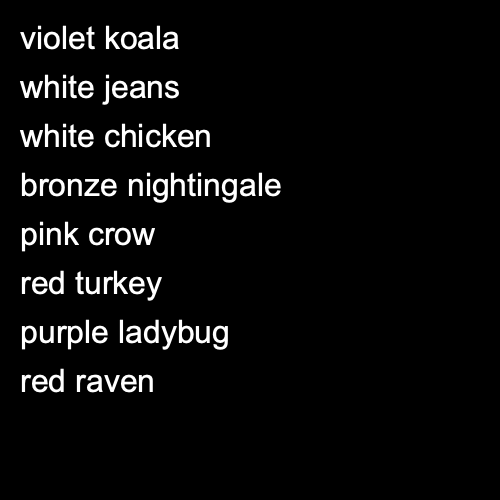 violet koala
white jeans
white chicken
bronze nightingale
pink crow
red turkey
purple ladybug
red raven